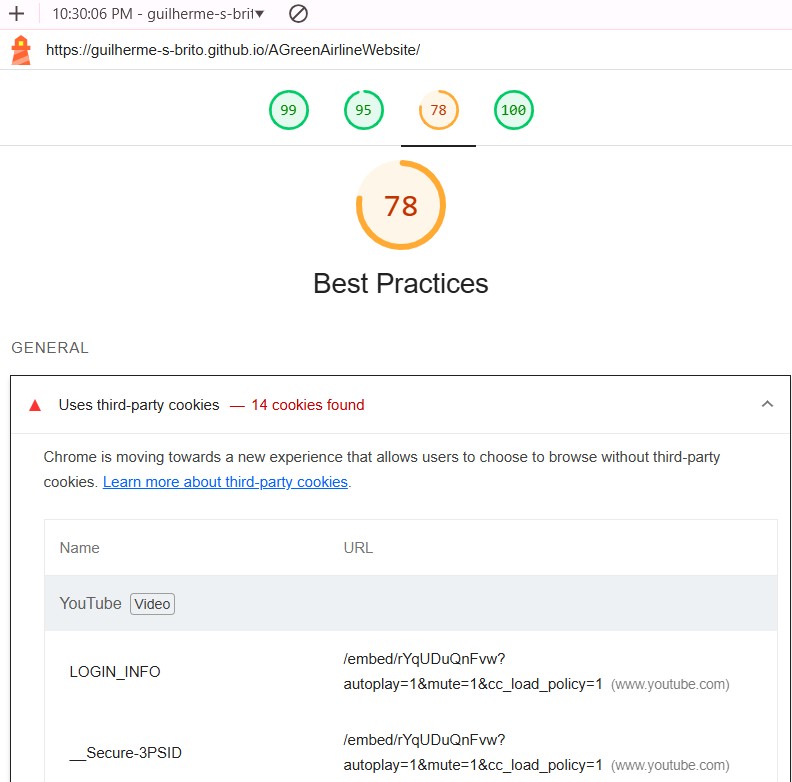 10:30:06 PM - guilherme-s-brit
https://guilherme-s-brito.github.io/AGreenAirlineWebsite/
99 95 78 100
78
Best Practices
GENERAL
Uses third-party cookies — 14 cookies found
Chrome is moving towards a new experience that allows users to choose to browse without third-party
cookies. Learn more about third-party cookies.
Name URL
YouTube Video
LOGIN_INFO
/embed/rYqUDuQnFvw?
autoplay=1&mute=1&cc_load_policy=1 (www.youtube.com)
__Secure-3PSID
/embed/rYqUDuQnFvw?
autoplay=1&mute=1&cc_load_policy=1 (www.youtube.com)